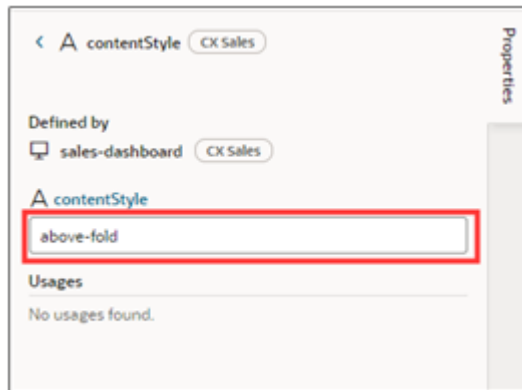 A contentStyle CX Sales
Properties
Defined by
sales-dashboard CX Sales
A contentStyle
above-fold
Usages
No usages found.